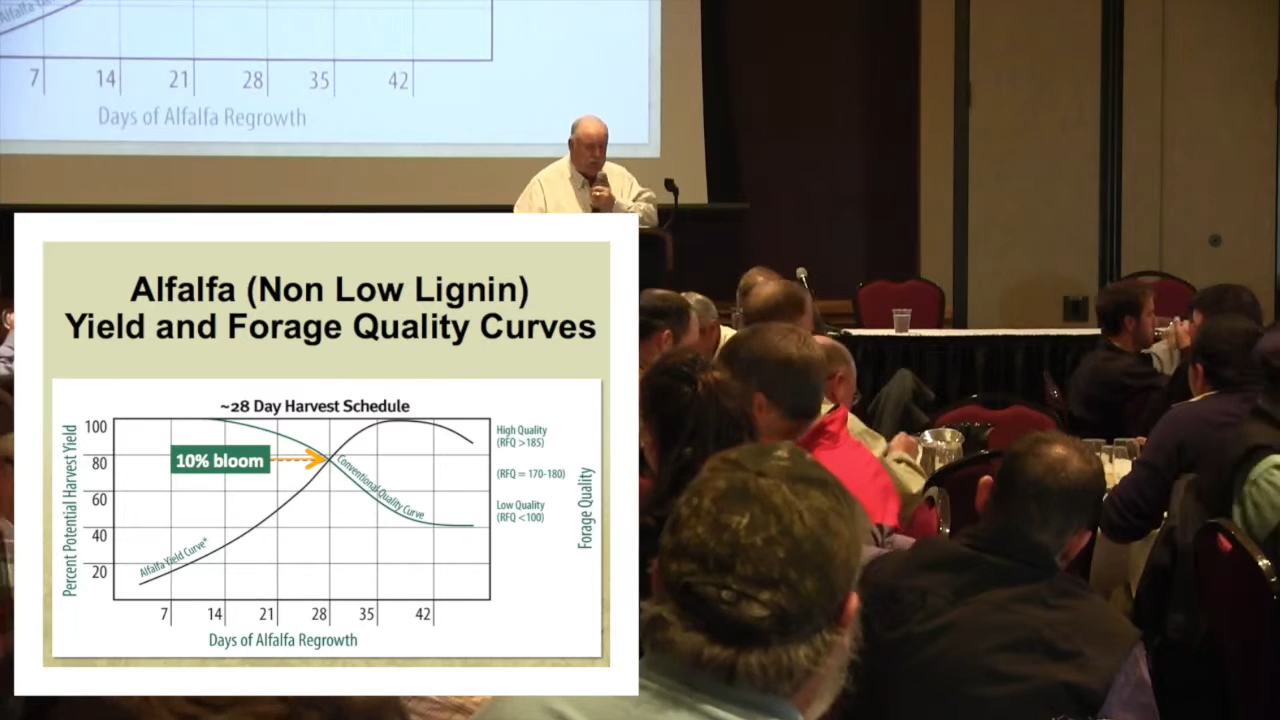 7 14 21 28 35 42
Days of Alfalfa Regrowth
Alfalfa (Non Low Lignin)
Yield and Forage Quality Curves
~28 Day Harvest Schedule
Percent Potential Harvest Yield
100
80
60
40
20
10% bloom
Conventional Quality Curve
Alfalfa Yield Curve*
High Quality
(RFQ >185)
(RFQ = 170-180)
Low Quality
(RFQ <100)
Forage Quality
7 14 21 28 35 42
Days of Alfalfa Regrowth